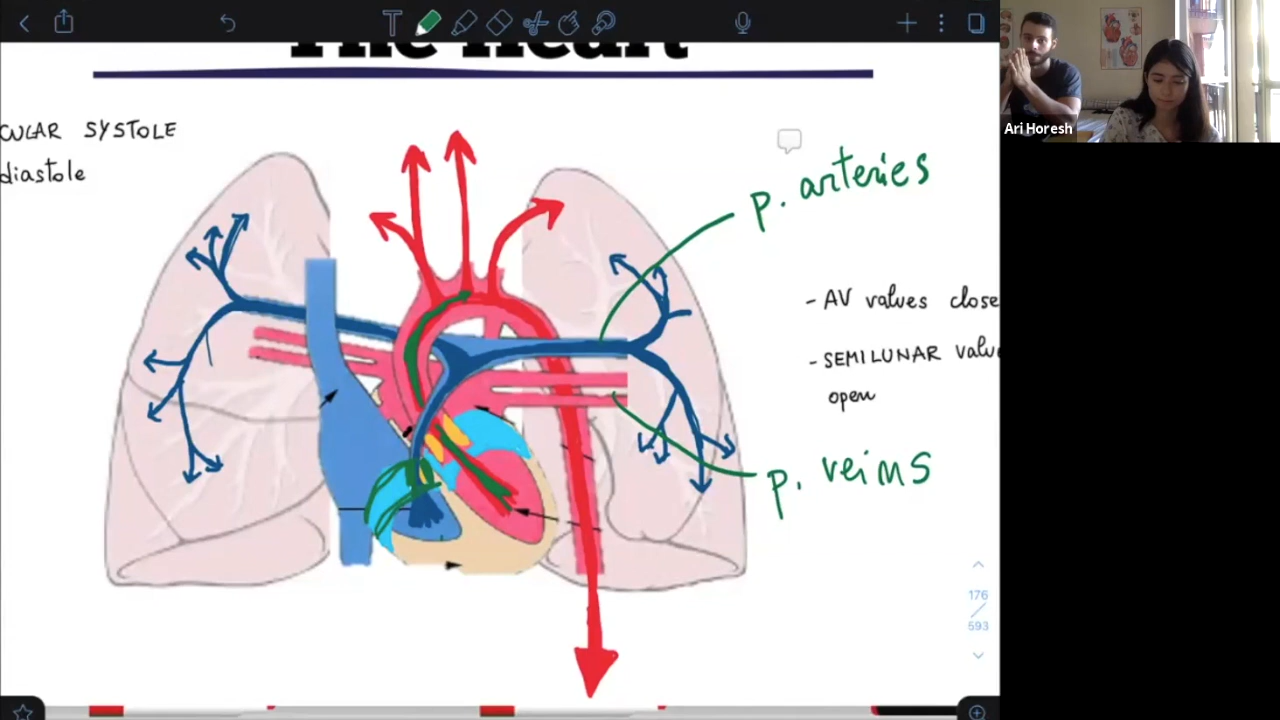 The Heart
CULAR SYSTOLE
diastole
p. arteries
- AV valves close
- SEMILUNAR valv
open
p. veins
176
593
Ari Horesh
T